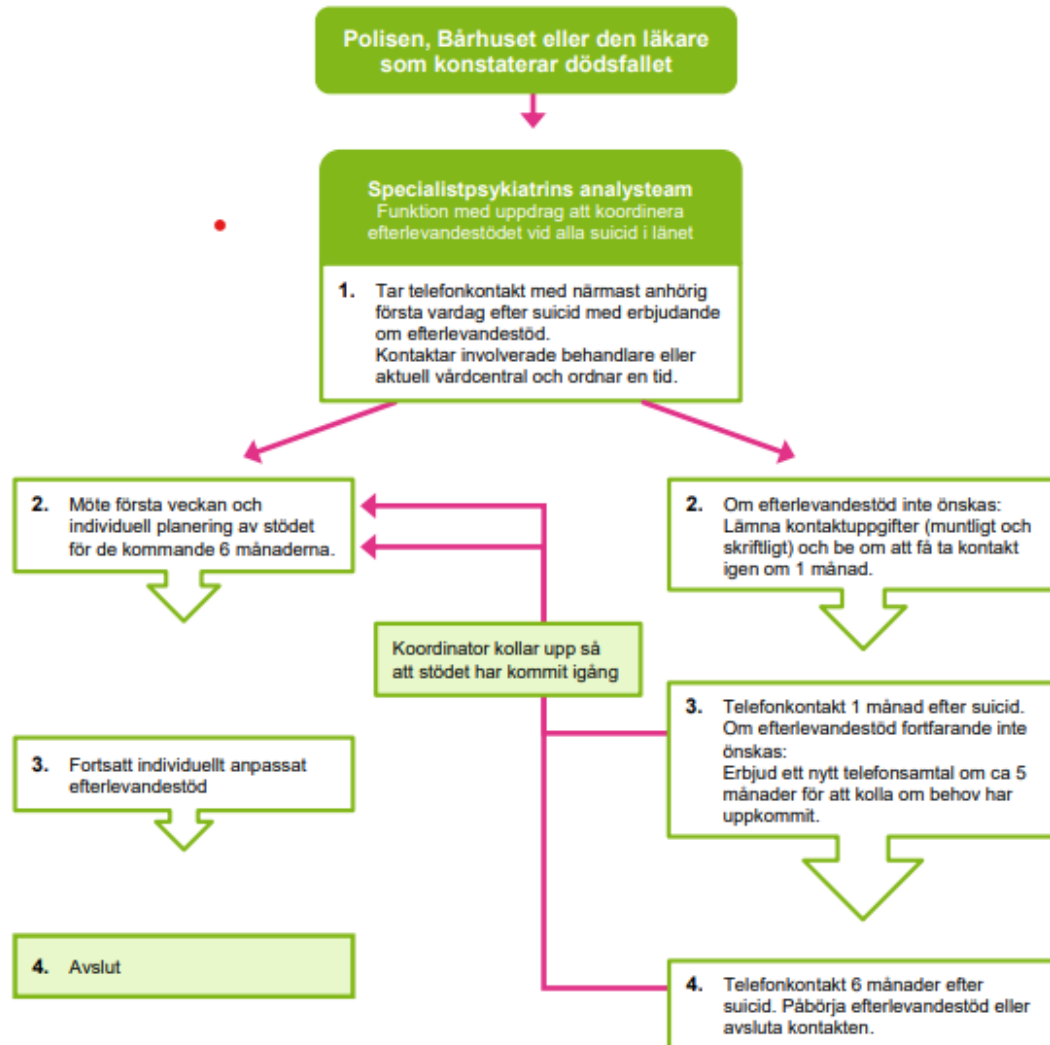 Polisen, Bårhuset eller den läkare
som konstaterar dödsfallet
Specialistpsykiatrins analysteam
Funktion med uppdrag att koordinera
efterlevandestödet vid alla suicid i länet
1. Tar telefonkontakt med närmast anhörig
första vardag efter suicid med erbjudande
om efterlevandestöd.
Kontaktar involverade behandlare eller
aktuell vårdcentral och ordnar en tid.
2. Möte första veckan och
individuell planering av stödet
för de kommande 6 månaderna.
2. Om efterlevandestöd inte önskas:
Lämna kontaktuppgifter (muntligt och
skriftligt) och be om att få ta kontakt
igen om 1 månad.
Koordinator kollar upp så
att stödet har kommit igång
3. Fortsatt individuellt anpassat
efterlevandestöd
3. Telefonkontakt 1 månad efter suicid.
Om efterlevandestöd fortfarande inte
önskas:
Erbjud ett nytt telefonsamtal om ca 5
månader för att kolla om behov har
uppkommit.
4. Avslut
4. Telefonkontakt 6 månader efter
suicid. Påbörja efterlevandestöd eller
avsluta kontakten.